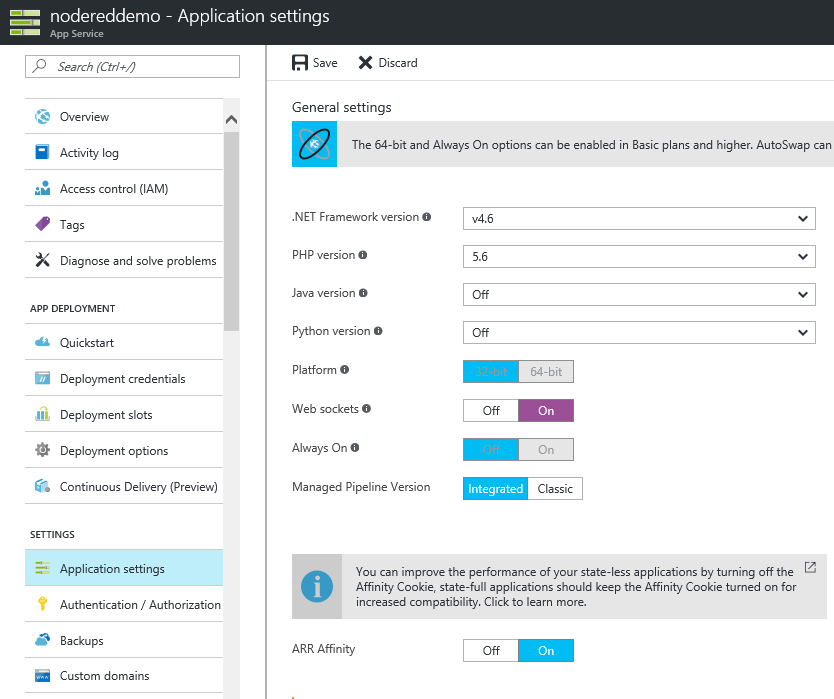 nodereddemo - Application settings
App Service
Search (Ctrl+/)
Overview
Activity log
Access control (IAM)
Tags
Diagnose and solve problems
APP DEPLOYMENT
Quickstart
Deployment credentials
Deployment slots
Deployment options
Continuous Delivery (Preview)
SETTINGS
Application settings
Authentication / Authorization
Backups
Custom domains
Save Discard
General settings
The 64-bit and Always On options can be enabled in Basic plans and higher. AutoSwap can
.NET Framework version v4.6
PHP version 5.6
Java version Off
Python version Off
Platform 32-bit 64-bit
Web sockets Off On
Always On Off On
Managed Pipeline Version Integrated Classic
You can improve the performance of your state-less applications by turning off the
Affinity Cookie, state-full applications should keep the Affinity Cookie turned on for
increased compatibility. Click to learn more.
ARR Affinity Off On